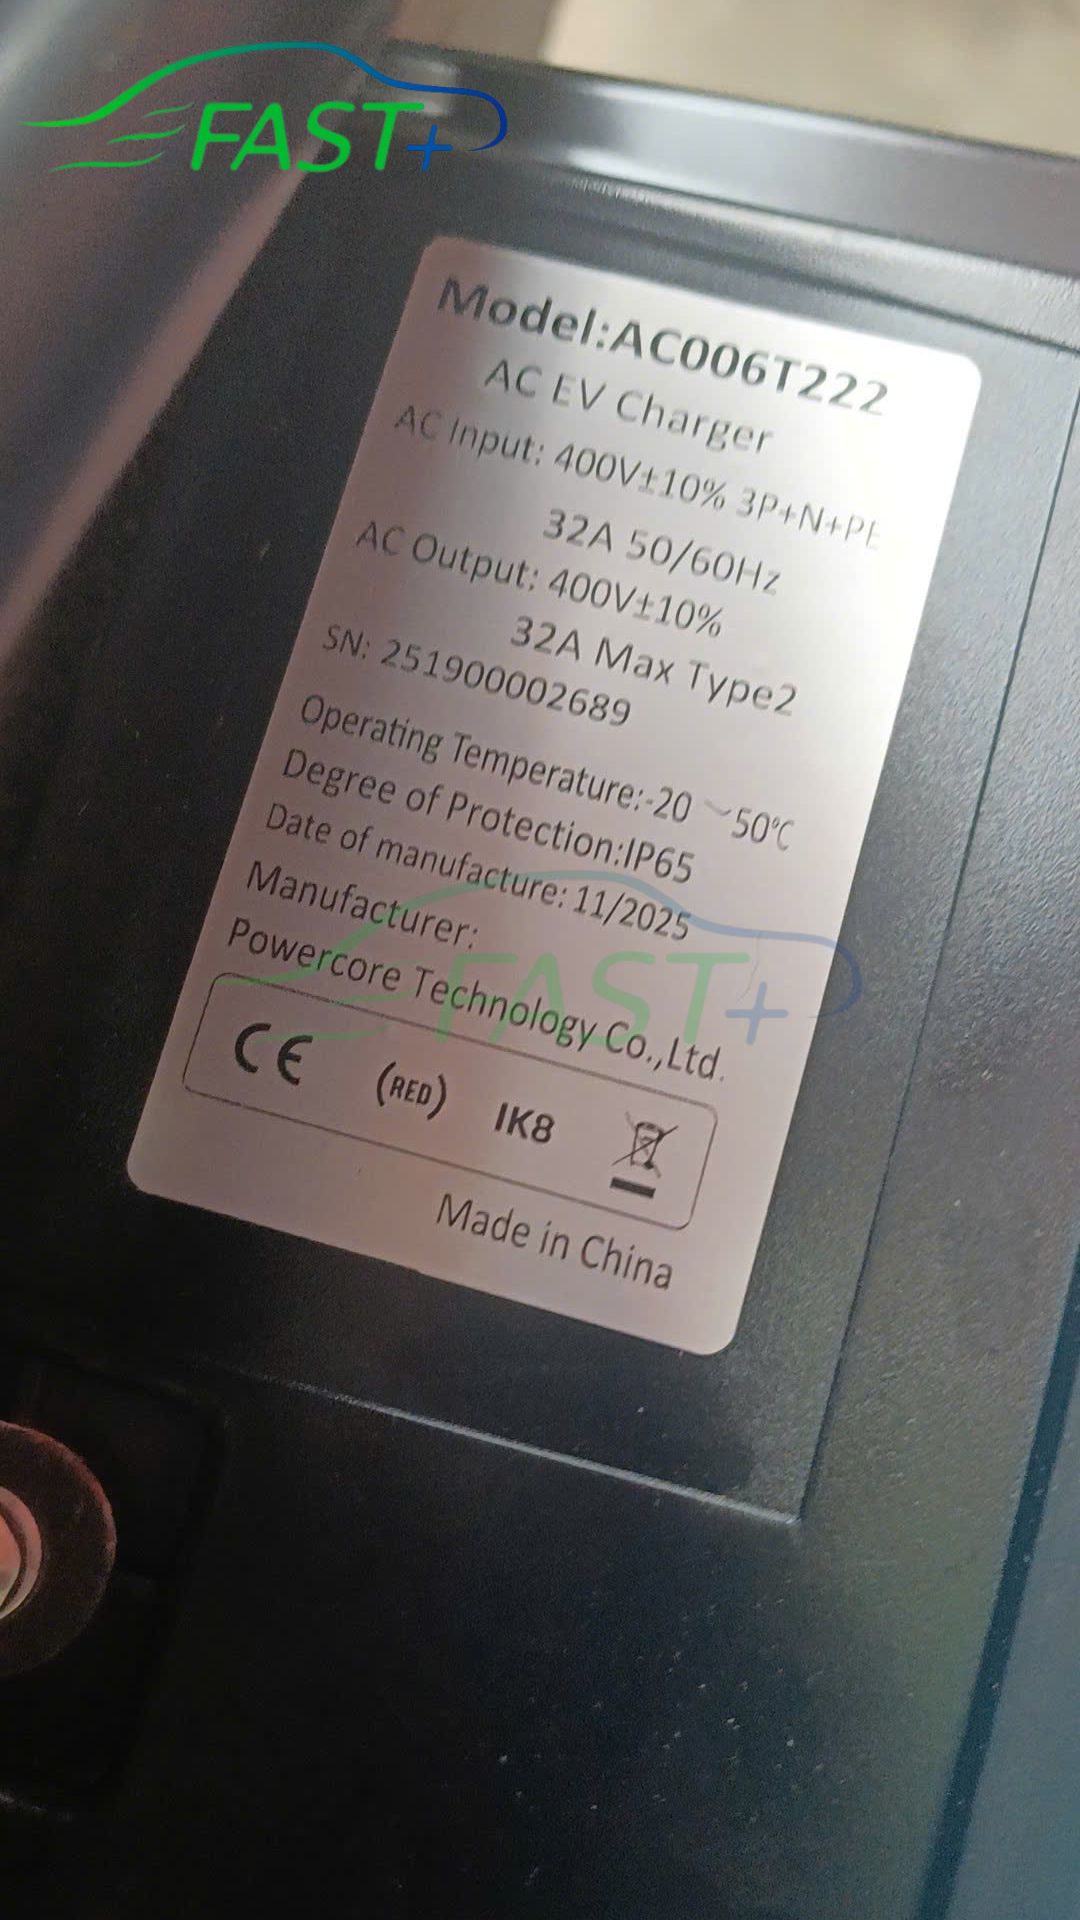 FAST+
Model:AC006T222
AC EV Charger
AC Input: 400V±10% 3P+N+PE
32A 50/60Hz
AC Output: 400V±10%
32A Max Type2
SN: 251900002689
Operating Temperature:-20 ~50℃
Degree of Protection:IP65
Date of manufacture: 11/2025
Manufacturer:
Powercore Technology Co.,Ltd.
FAST+
CE (RED) IK8
Made in China